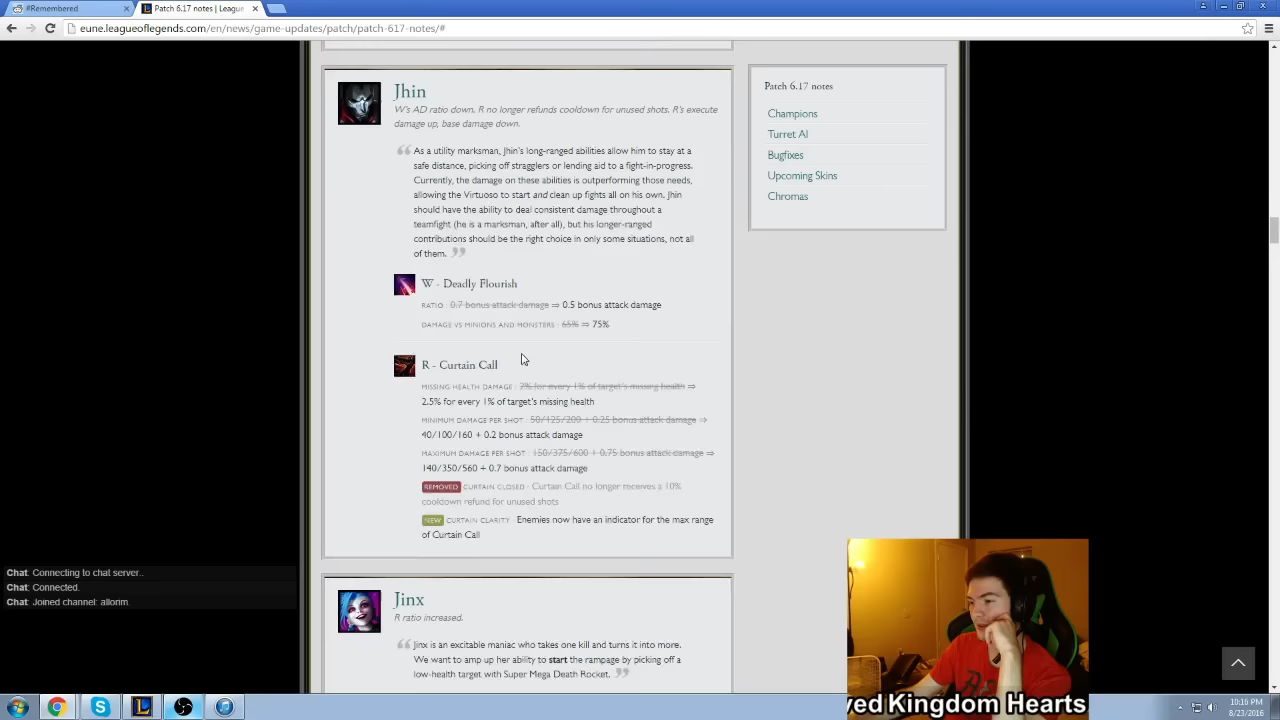 #Remembered
Patch 6.17 notes | Leagu
eune.leagueoflegends.com/en/news/game-updates/patch/patch-617-notes/#
Jhin
W's AD ratio down. R no longer refunds cooldown for unused shots. R's execute
damage up, base damage down.
As a utility marksman, Jhin's long-ranged abilities allow him to stay at a
safe distance, picking off stragglers or lending aid to a fight-in-progress.
Currently, the damage on these abilities is outperforming those needs,
allowing the Virtuoso to start and clean up fights all on his own. Jhin
should have the ability to deal consistent damage throughout a
teamfight (he is a marksman, after all), but his longer-ranged
contributions should be the right choice in only some situations, not all
of them.
W - Deadly Flourish
RATIO : 0.7 bonus attack damage ⇒ 0.5 bonus attack damage
DAMAGE VS MINIONS AND MONSTERS : 65% ⇒ 75%
R - Curtain Call
MISSING HEALTH DAMAGE : 2% for every 1% of target's missing health ⇒
2.5% for every 1% of target's missing health
MINIMUM DAMAGE PER SHOT : 50/125/200 + 0.25 bonus attack damage ⇒
40/100/160 + 0.2 bonus attack damage
MAXIMUM DAMAGE PER SHOT : 150/375/600 + 0.75 bonus attack damage ⇒
140/350/560 + 0.7 bonus attack damage
REMOVED CURTAIN CLOSED : Curtain Call no longer receives a 10%
cooldown refund for unused shots
NEW CURTAIN CLARITY : Enemies now have an indicator for the max range
of Curtain Call
Jinx
R ratio increased.
Jinx is an excitable maniac who takes one kill and turns it into more.
We want to amp up her ability to start the rampage by picking off a
low-health target with Super Mega Death Rocket.
Patch 6.17 notes
Champions
Turret AI
Bugfixes
Upcoming Skins
Chromas
Chat: Connecting to chat server..
Chat: Connected.
Chat: Joined channel: allorim
yed Kingdom Hearts
10:16 PM
8/23/2016